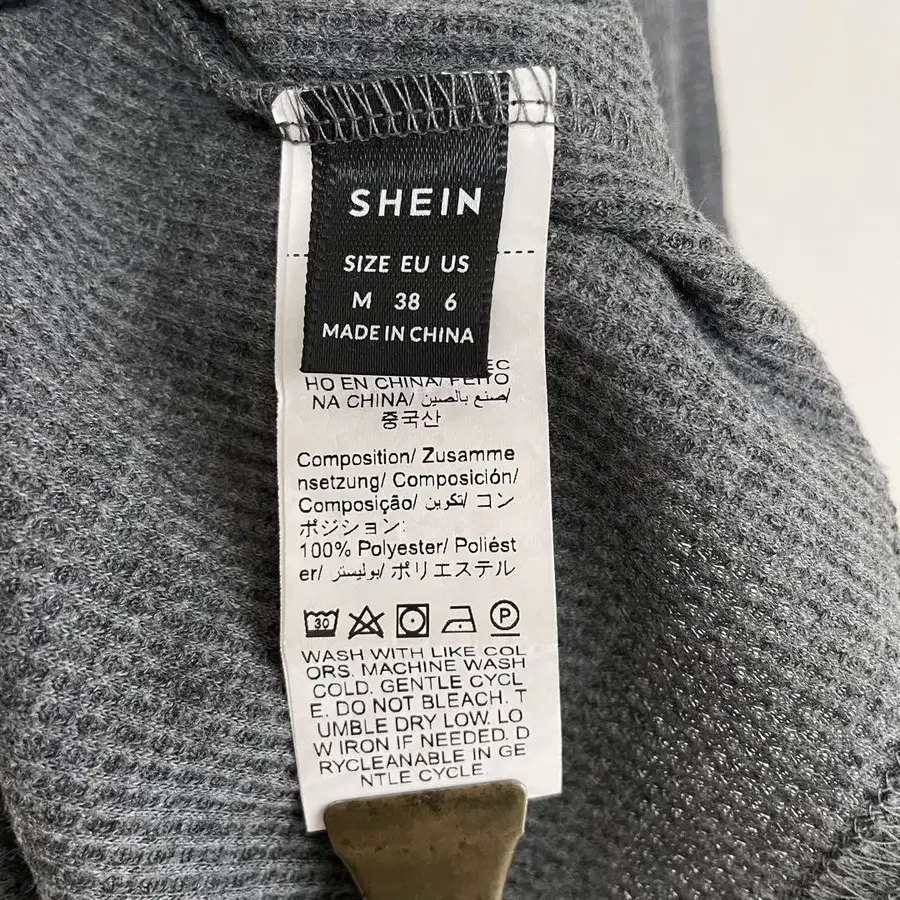 SHEIN
SIZE EU US
M 38 6
MADE IN CHINA
EC
HO EN CHINA/ FEITO
NA CHINA/ صنع بالصين/
중국산
Composition/ Zusamme
nsetzung/ Composición/
Composição/ تكوين/ コン
ポジション:
100% Polyester/ Poliést
er/ بوليستر/ ポリエステル
30 P
WASH WITH LIKE COL
ORS. MACHINE WASH
COLD. GENTLE CYCL
E. DO NOT BLEACH. T
UMBLE DRY LOW. LO
W IRON IF NEEDED. D
RYCLEANABLE IN GE
NTLE CYCLE.